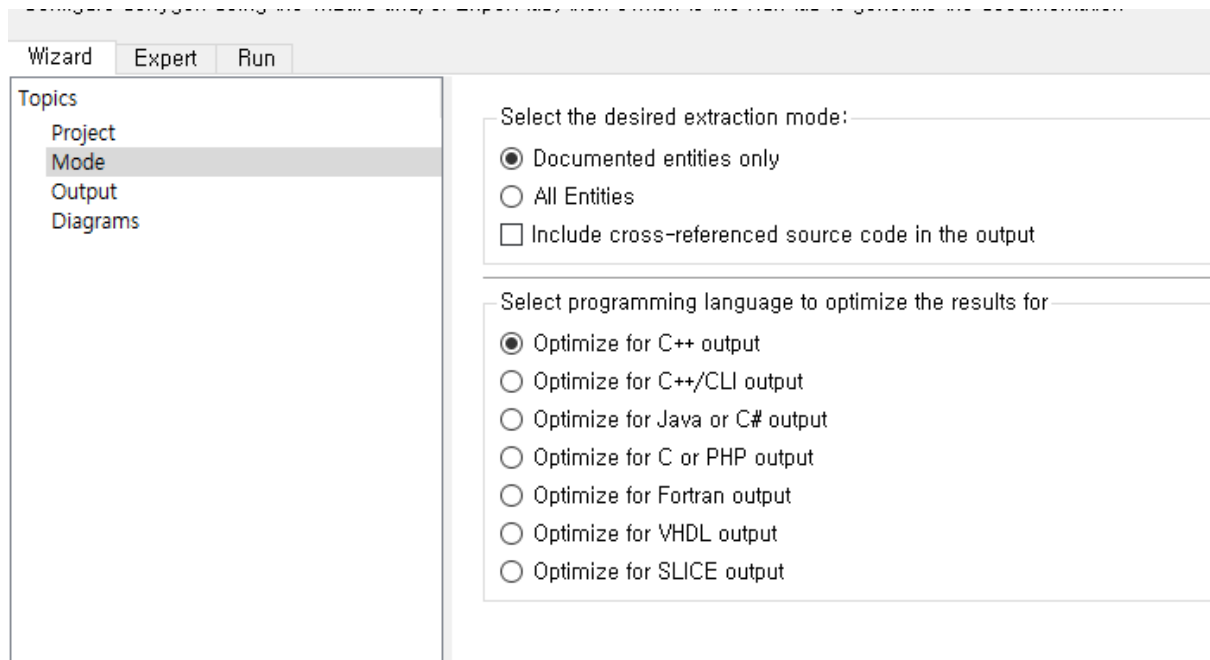 Wizard Expert Run
Topics
Project
Mode
Output
Diagrams
Select the desired extraction mode:
Documented entities only
All Entities
Include cross-referenced source code in the output
Select programming language to optimize the results for
Optimize for C++ output
Optimize for C++/CLI output
Optimize for Java or C# output
Optimize for C or PHP output
Optimize for Fortran output
Optimize for VHDL output
Optimize for SLICE output